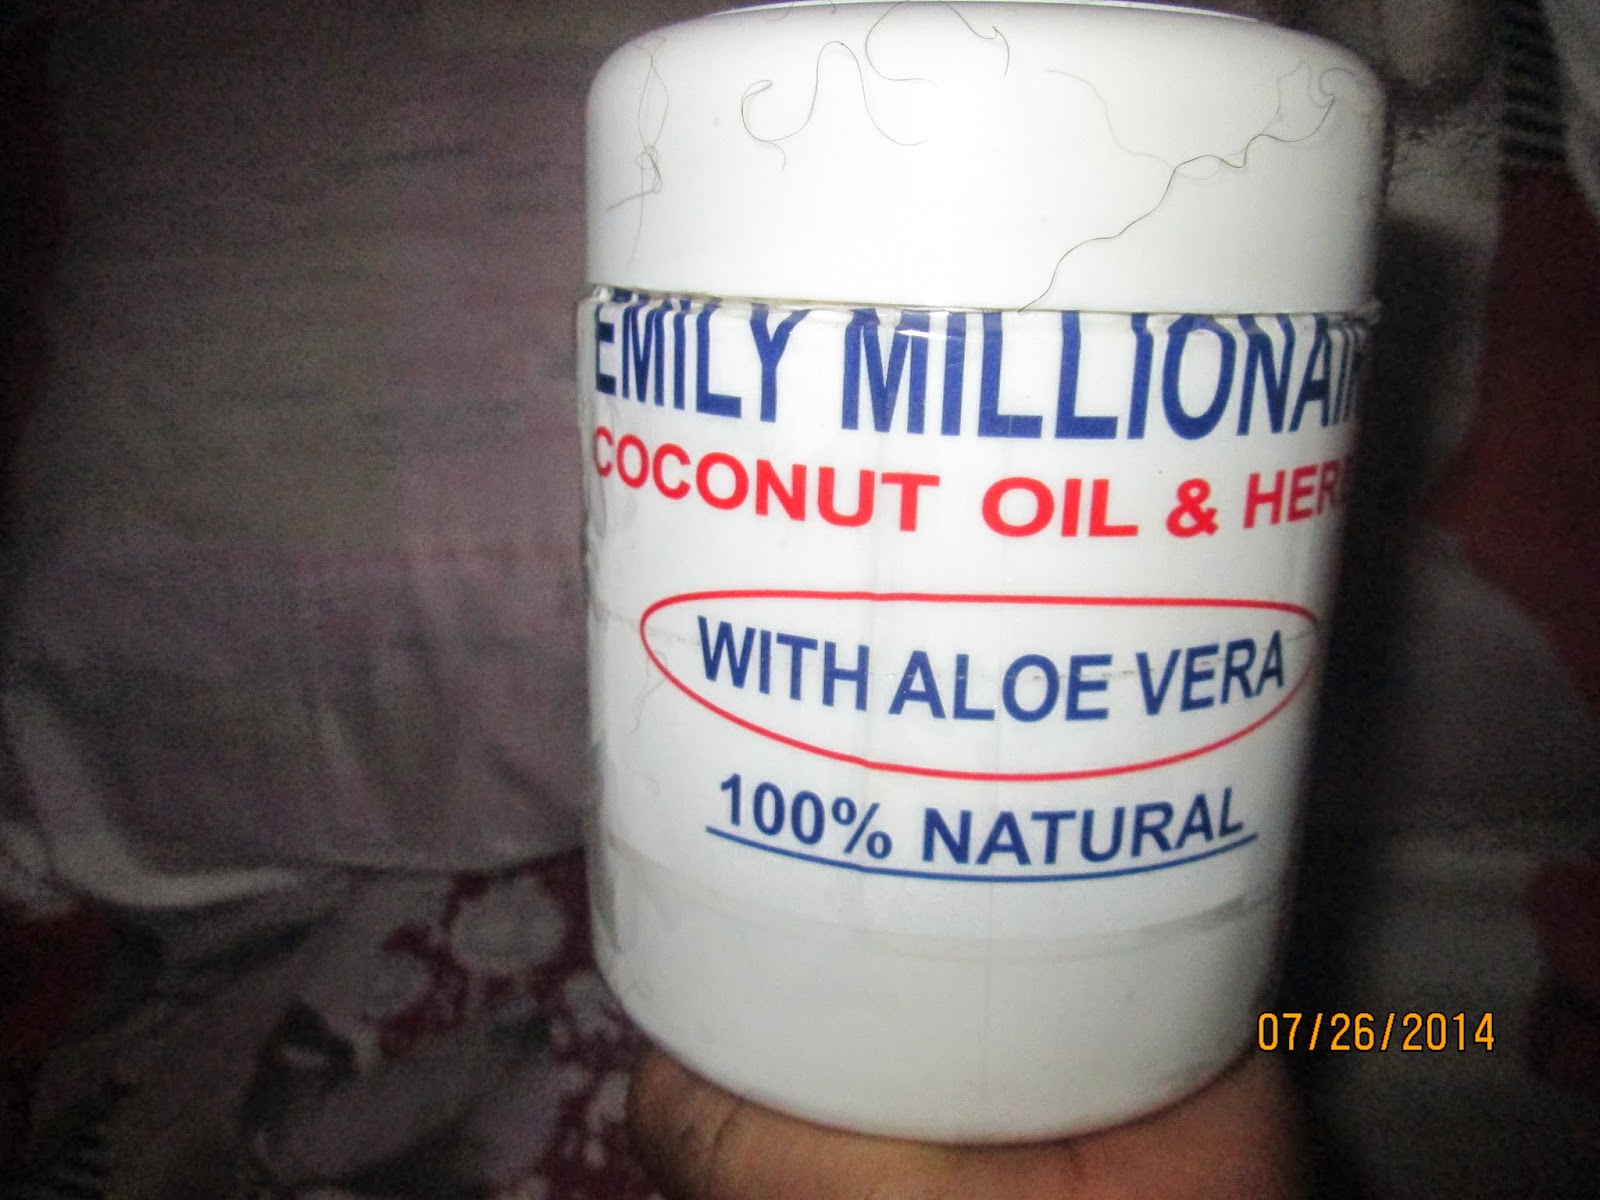 EMILY MILLIONAI
COCONUT OIL & HER
WITH ALOE VERA
100% NATURAL
07/26/2014